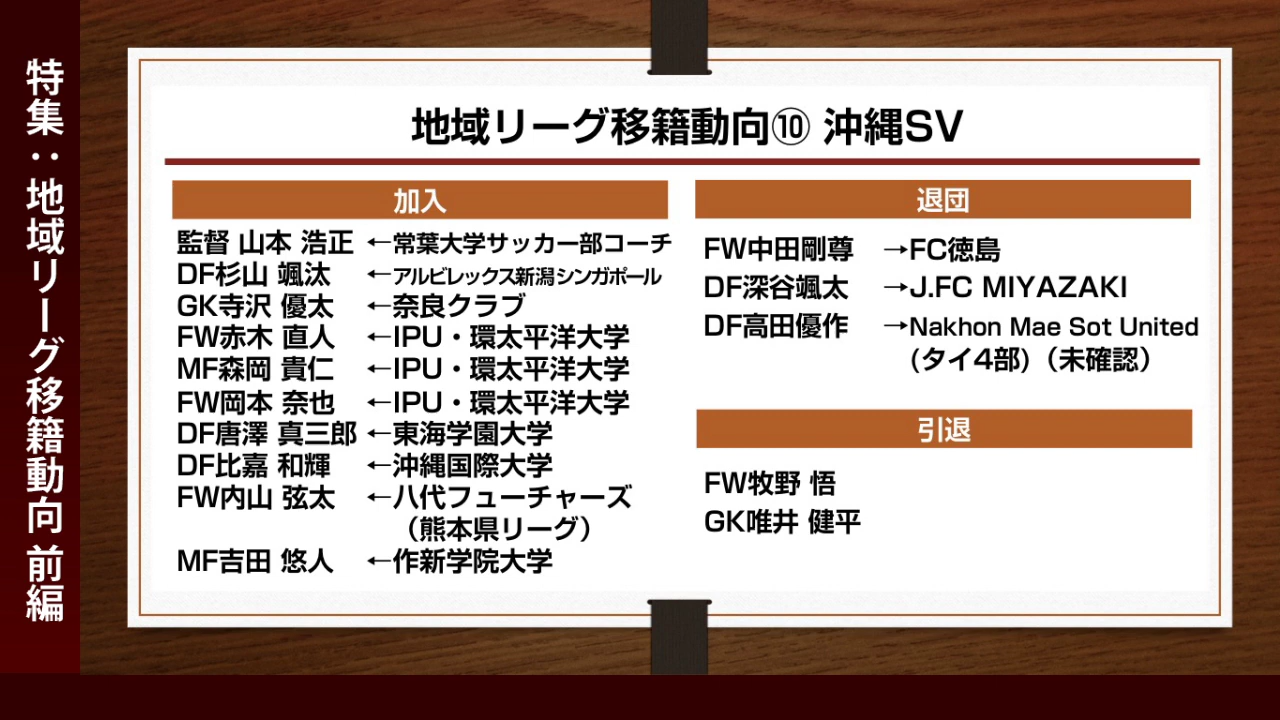 特集：地域リーグ移籍動向 前編
地域リーグ移籍動向⑩ 沖縄SV
加入
監督 山本 浩正 ←常葉大学サッカー部コーチ
DF杉山 颯汰 ←アルビレックス新潟シンガポール
GK寺沢 優太 ←奈良クラブ
FW赤木 直人 ←IPU・環太平洋大学
MF森岡 貴仁 ←IPU・環太平洋大学
FW岡本 奈也 ←IPU・環太平洋大学
DF唐澤 真三郎 ←東海学園大学
DF比嘉 和輝 ←沖縄国際大学
FW内山 弦太 ←八代フューチャーズ
（熊本県リーグ）
MF吉田 悠人 ←作新学院大学
退団
FW中田剛尊 →FC徳島
DF深谷颯太 →J.FC MIYAZAKI
DF高田優作 →Nakhon Mae Sot United
(タイ4部)（未確認）
引退
FW牧野 悟
GK唯井 健平